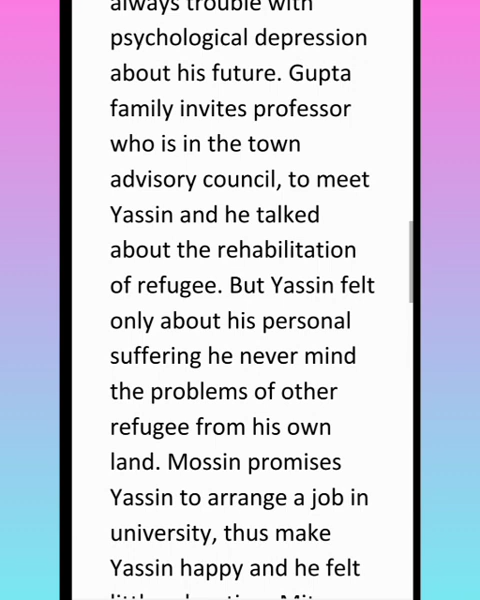 always trouble with
psychological depression
about his future. Gupta
family invites professor
who is in the town
advisory council, to meet
Yassin and he talked
about the rehabilitation
of refugee. But Yassin felt
only about his personal
suffering he never mind
the problems of other
refugee from his own
land. Mossin promises
Yassin to arrange a job in
university, thus make
Yassin happy and he felt